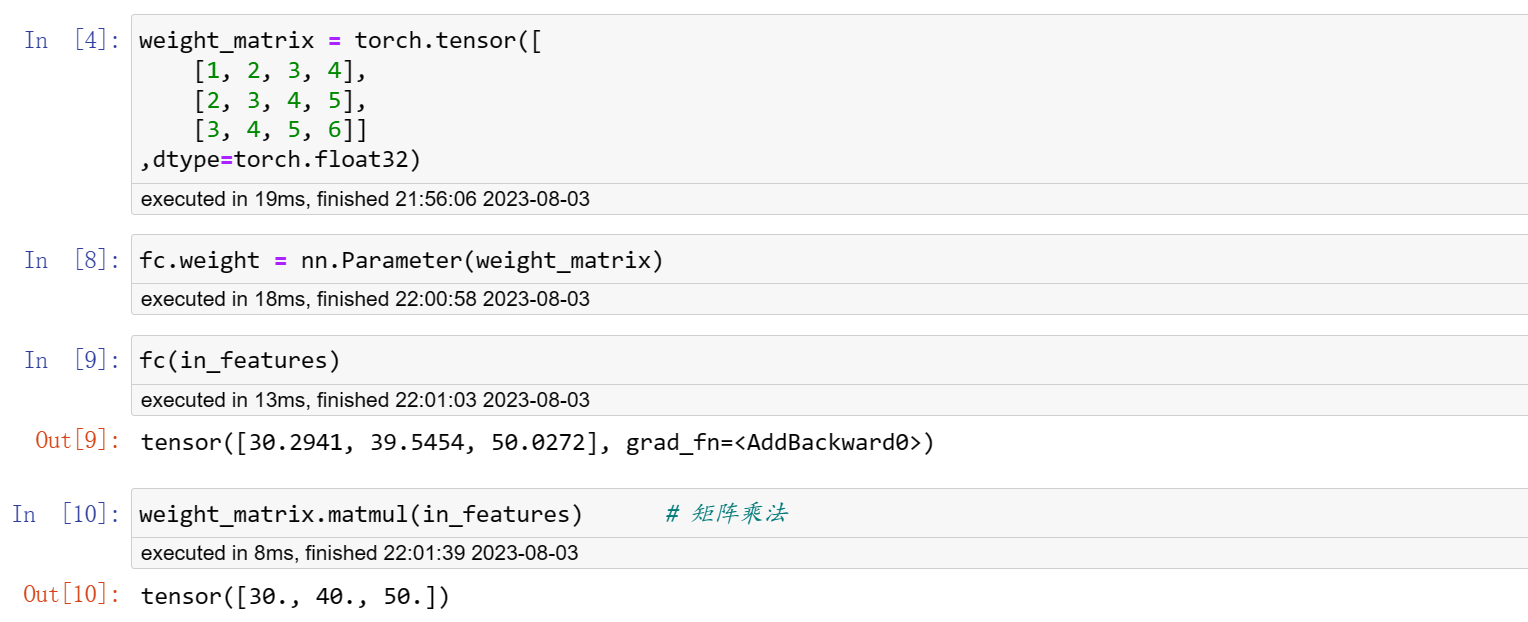 In [4]: weight_matrix = torch.tensor([
[1, 2, 3, 4],
[2, 3, 4, 5],
[3, 4, 5, 6]]
,dtype=torch.float32)
executed in 19ms, finished 21:56:06 2023-08-03
In [8]: fc.weight = nn.Parameter(weight_matrix)
executed in 18ms, finished 22:00:58 2023-08-03
In [9]: fc(in_features)
executed in 13ms, finished 22:01:03 2023-08-03
Out[9]: tensor([30.2941, 39.5454, 50.0272], grad_fn=<AddBackward0>)
In [10]: weight_matrix.matmul(in_features) # 矩阵乘法
executed in 8ms, finished 22:01:39 2023-08-03
Out[10]: tensor([30., 40., 50.])